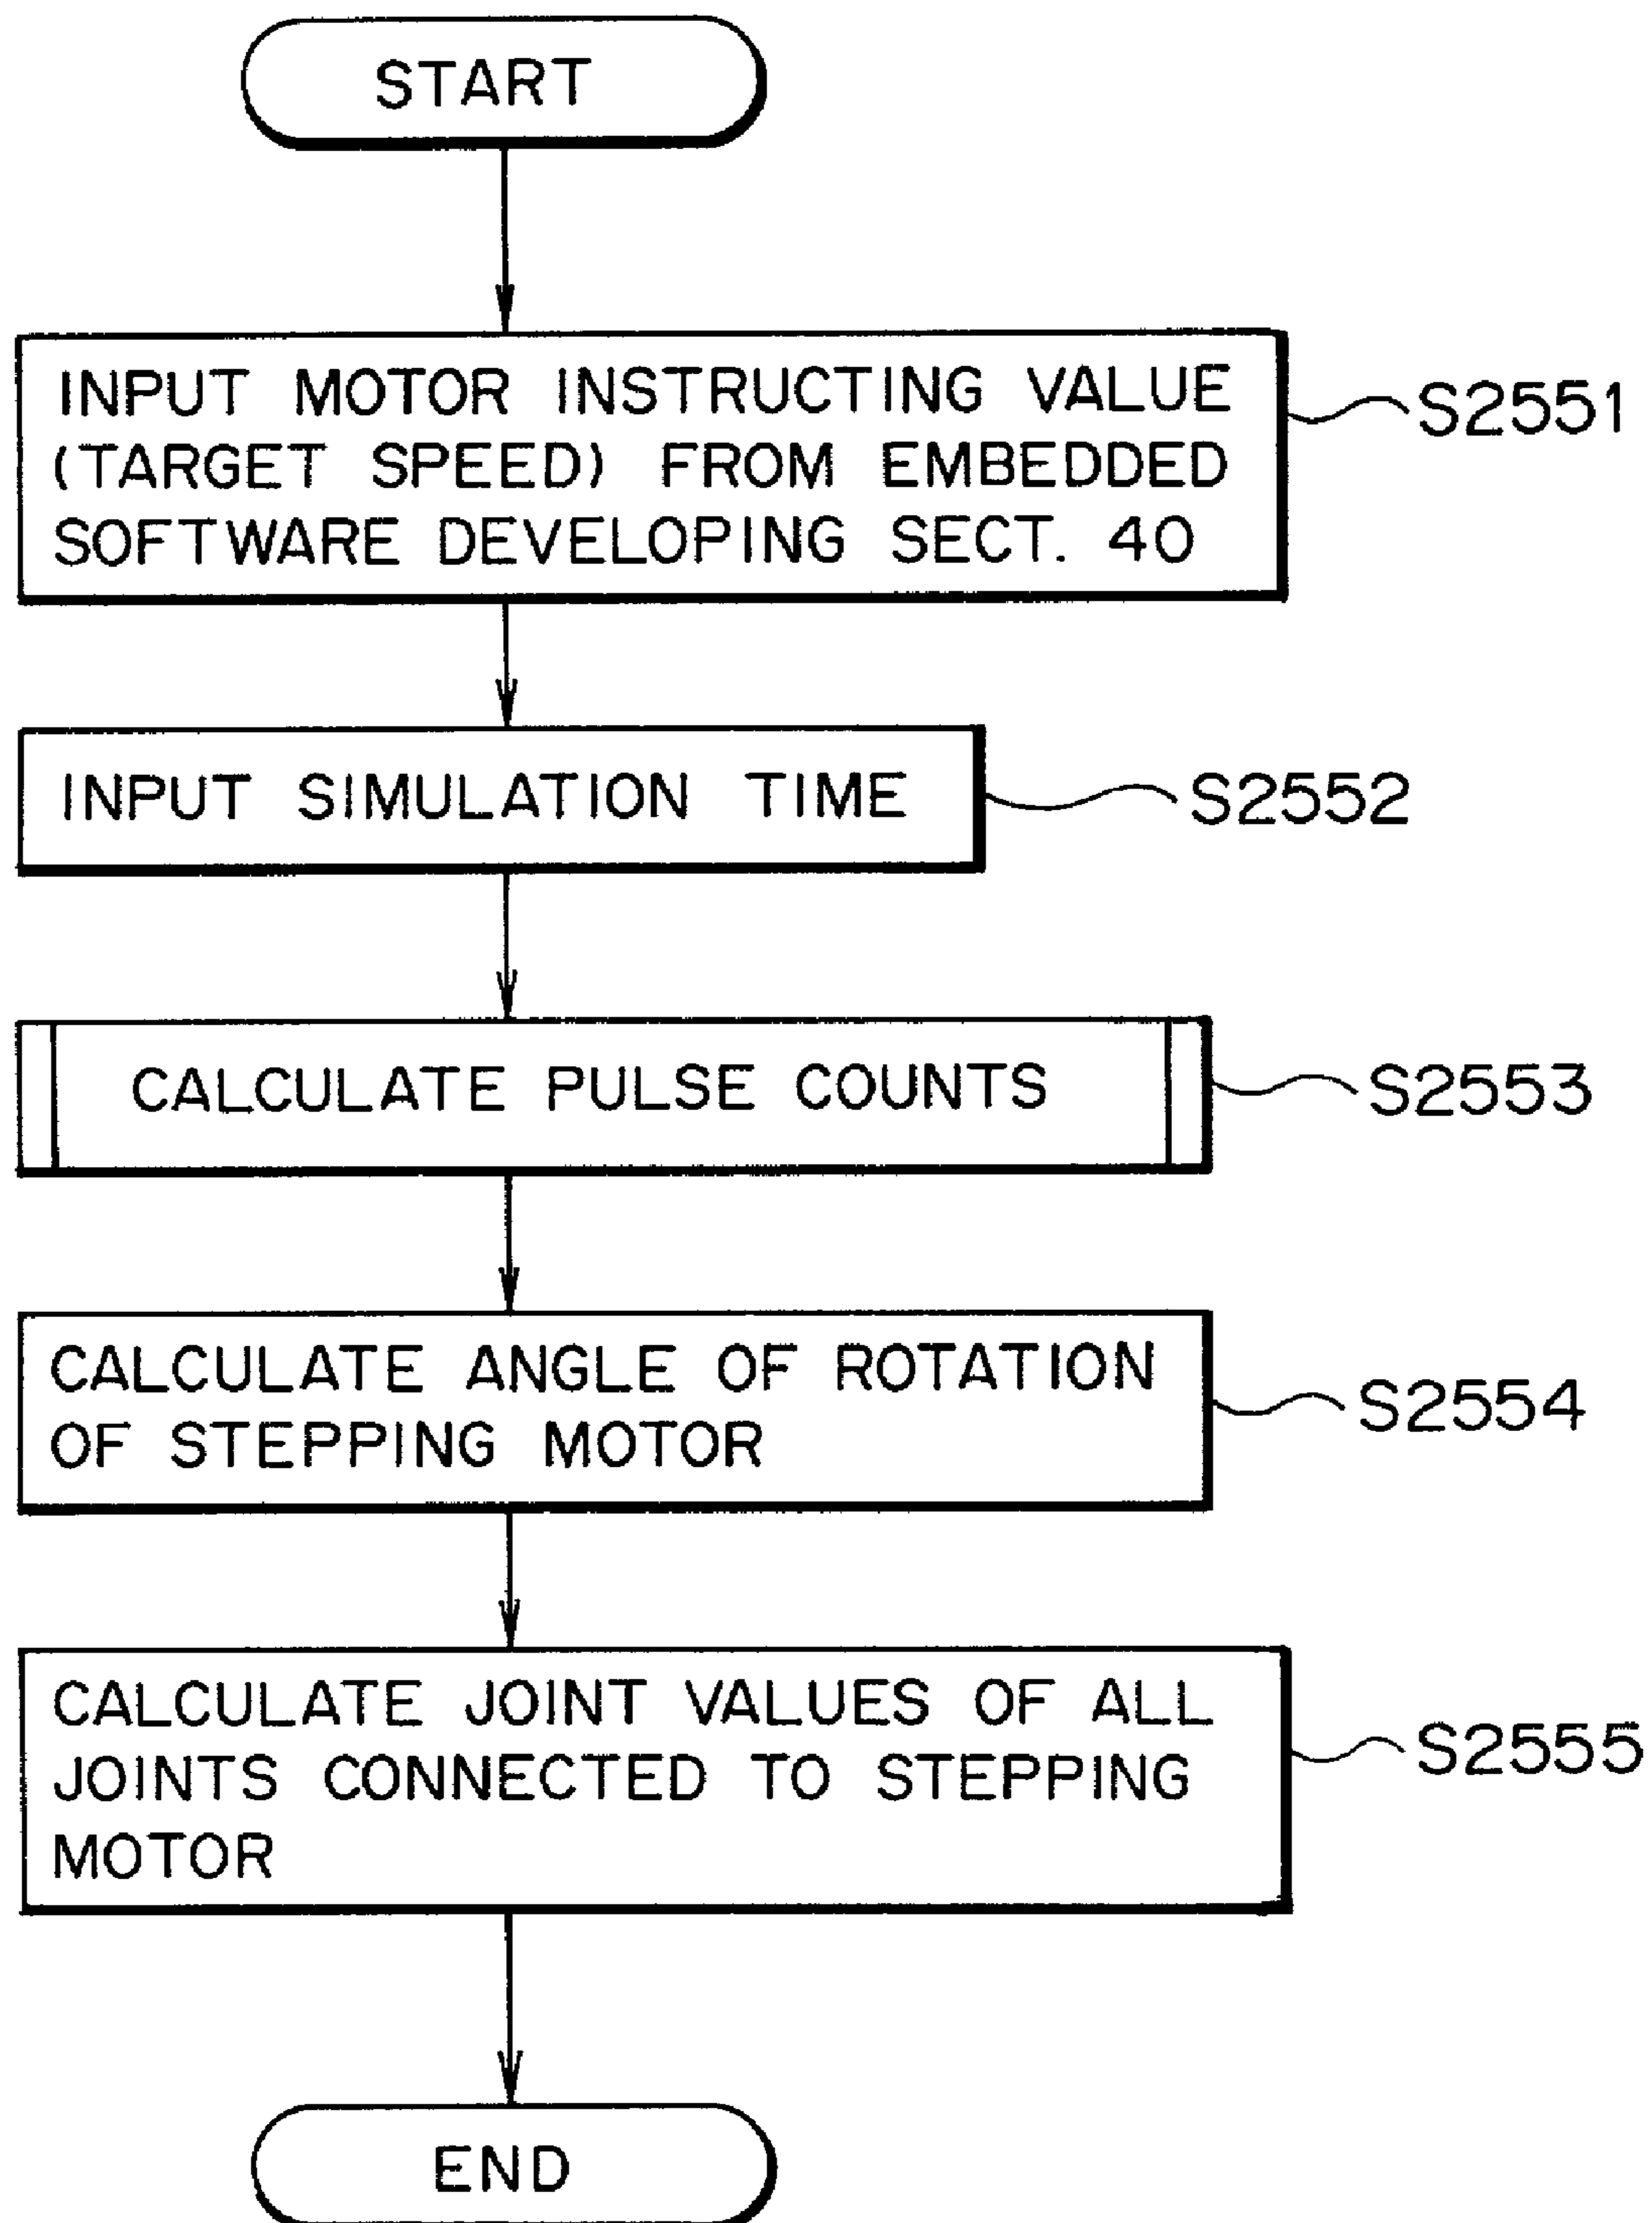 START
INPUT MOTOR INSTRUCTING VALUE
(TARGET SPEED) FROM EMBEDDED
SOFTWARE DEVELOPING SECT. 40
S2551
INPUT SIMULATION TIME
S2552
CALCULATE PULSE COUNTS
S2553
CALCULATE ANGLE OF ROTATION
OF STEPPING MOTOR
S2554
CALCULATE JOINT VALUES OF ALL
JOINTS CONNECTED TO STEPPING
MOTOR
S2555
END